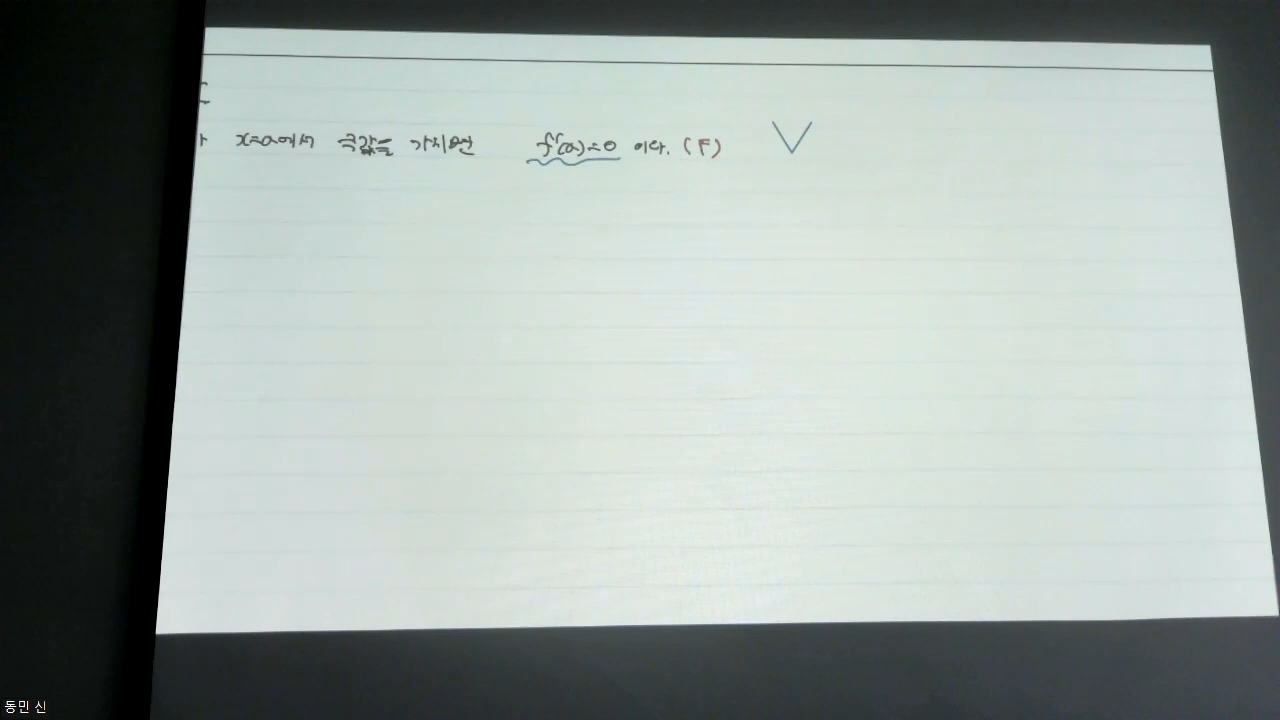 x=a에서 극값을 가지면 f'(a)=0 이다. (F)
동민 신